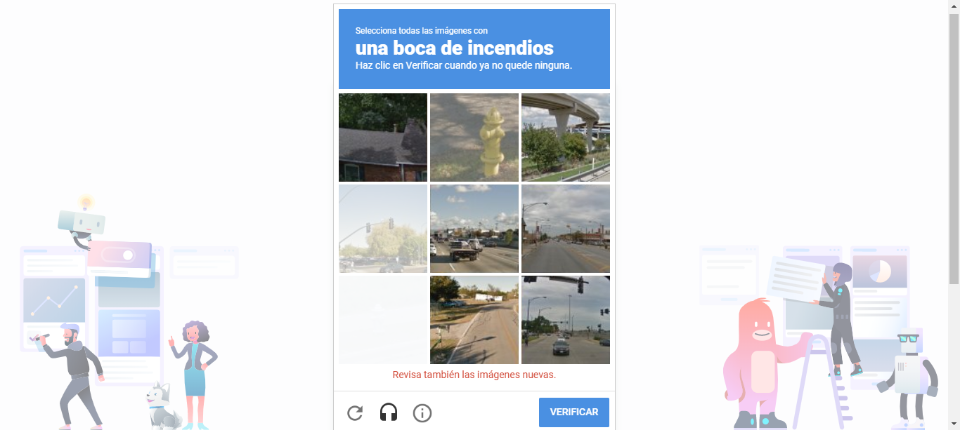 Selecciona todas las imágenes con
una boca de incendios
Haz clic en Verificar cuando ya no quede ninguna.
Revisa también las imágenes nuevas.
VERIFICAR